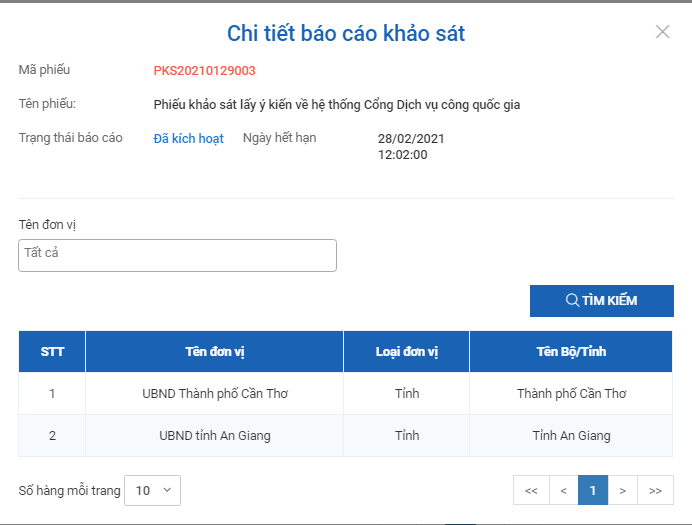 Chi tiết báo cáo khảo sát
Mã phiếu PKS20210129003
Tên phiếu: Phiếu khảo sát lấy ý kiến về hệ thống Cổng Dịch vụ công quốc gia
Trạng thái báo cáo Đã kích hoạt Ngày hết hạn 28/02/2021
12:02:00
Tên đơn vị
Tất cả
TÌM KIẾM
STT Tên đơn vị Loại đơn vị Tên Bộ/Tỉnh
1 UBND Thành phố Cần Thơ Tỉnh Thành phố Cần Thơ
2 UBND tỉnh An Giang Tỉnh Tỉnh An Giang
Số hàng mỗi trang 10 << < 1 > >>